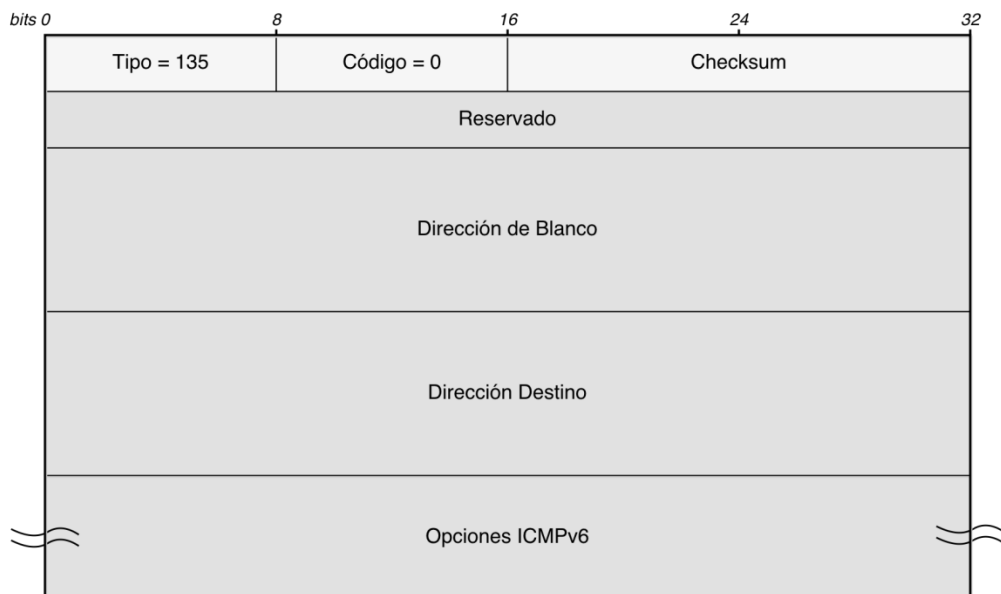 bits 0 8 16 24 32
Tipo = 135 Código = 0 Checksum
Reservado
Dirección de Blanco
Dirección Destino
Opciones ICMPv6